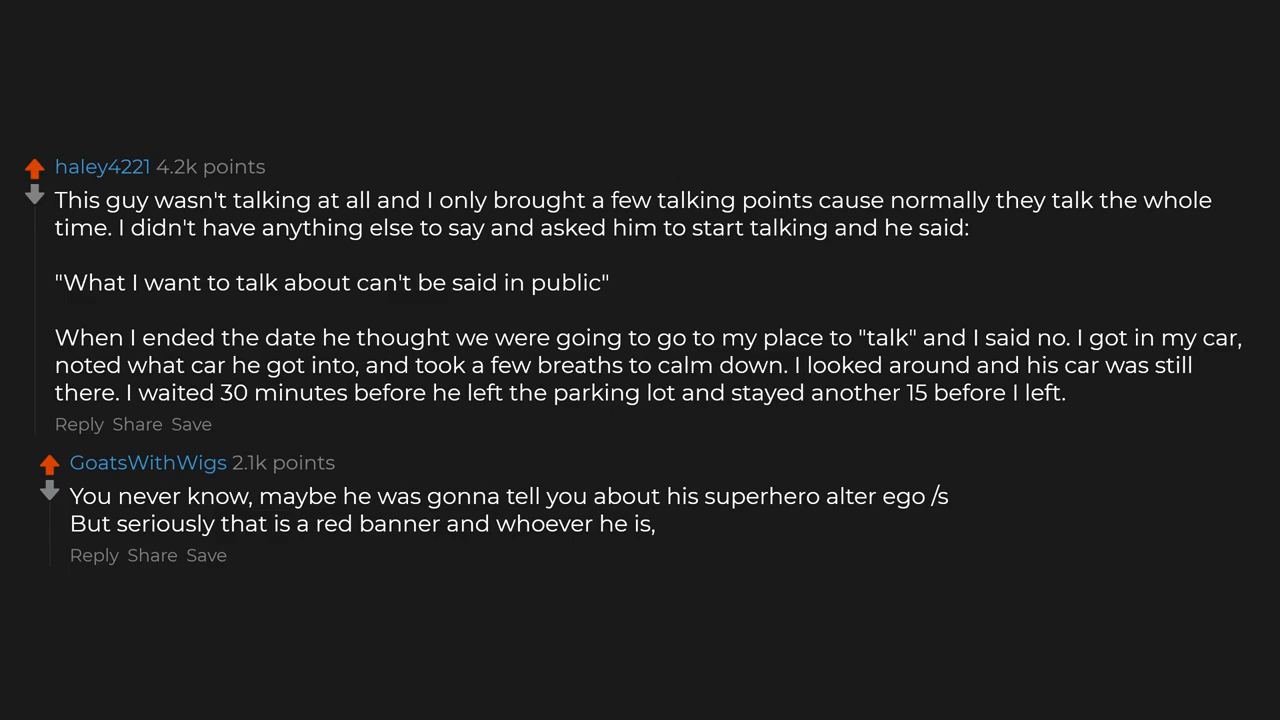 haley4221 4.2k points
This guy wasn't talking at all and I only brought a few talking points cause normally they talk the whole
time. I didn't have anything else to say and asked him to start talking and he said:
"What I want to talk about can't be said in public"
When I ended the date he thought we were going to go to my place to "talk" and I said no. I got in my car,
noted what car he got into, and took a few breaths to calm down. I looked around and his car was still
there. I waited 30 minutes before he left the parking lot and stayed another 15 before I left.
Reply Share Save
GoatsWithWigs 2.1k points
You never know, maybe he was gonna tell you about his superhero alter ego /s
But seriously that is a red banner and whoever he is,
Reply Share Save